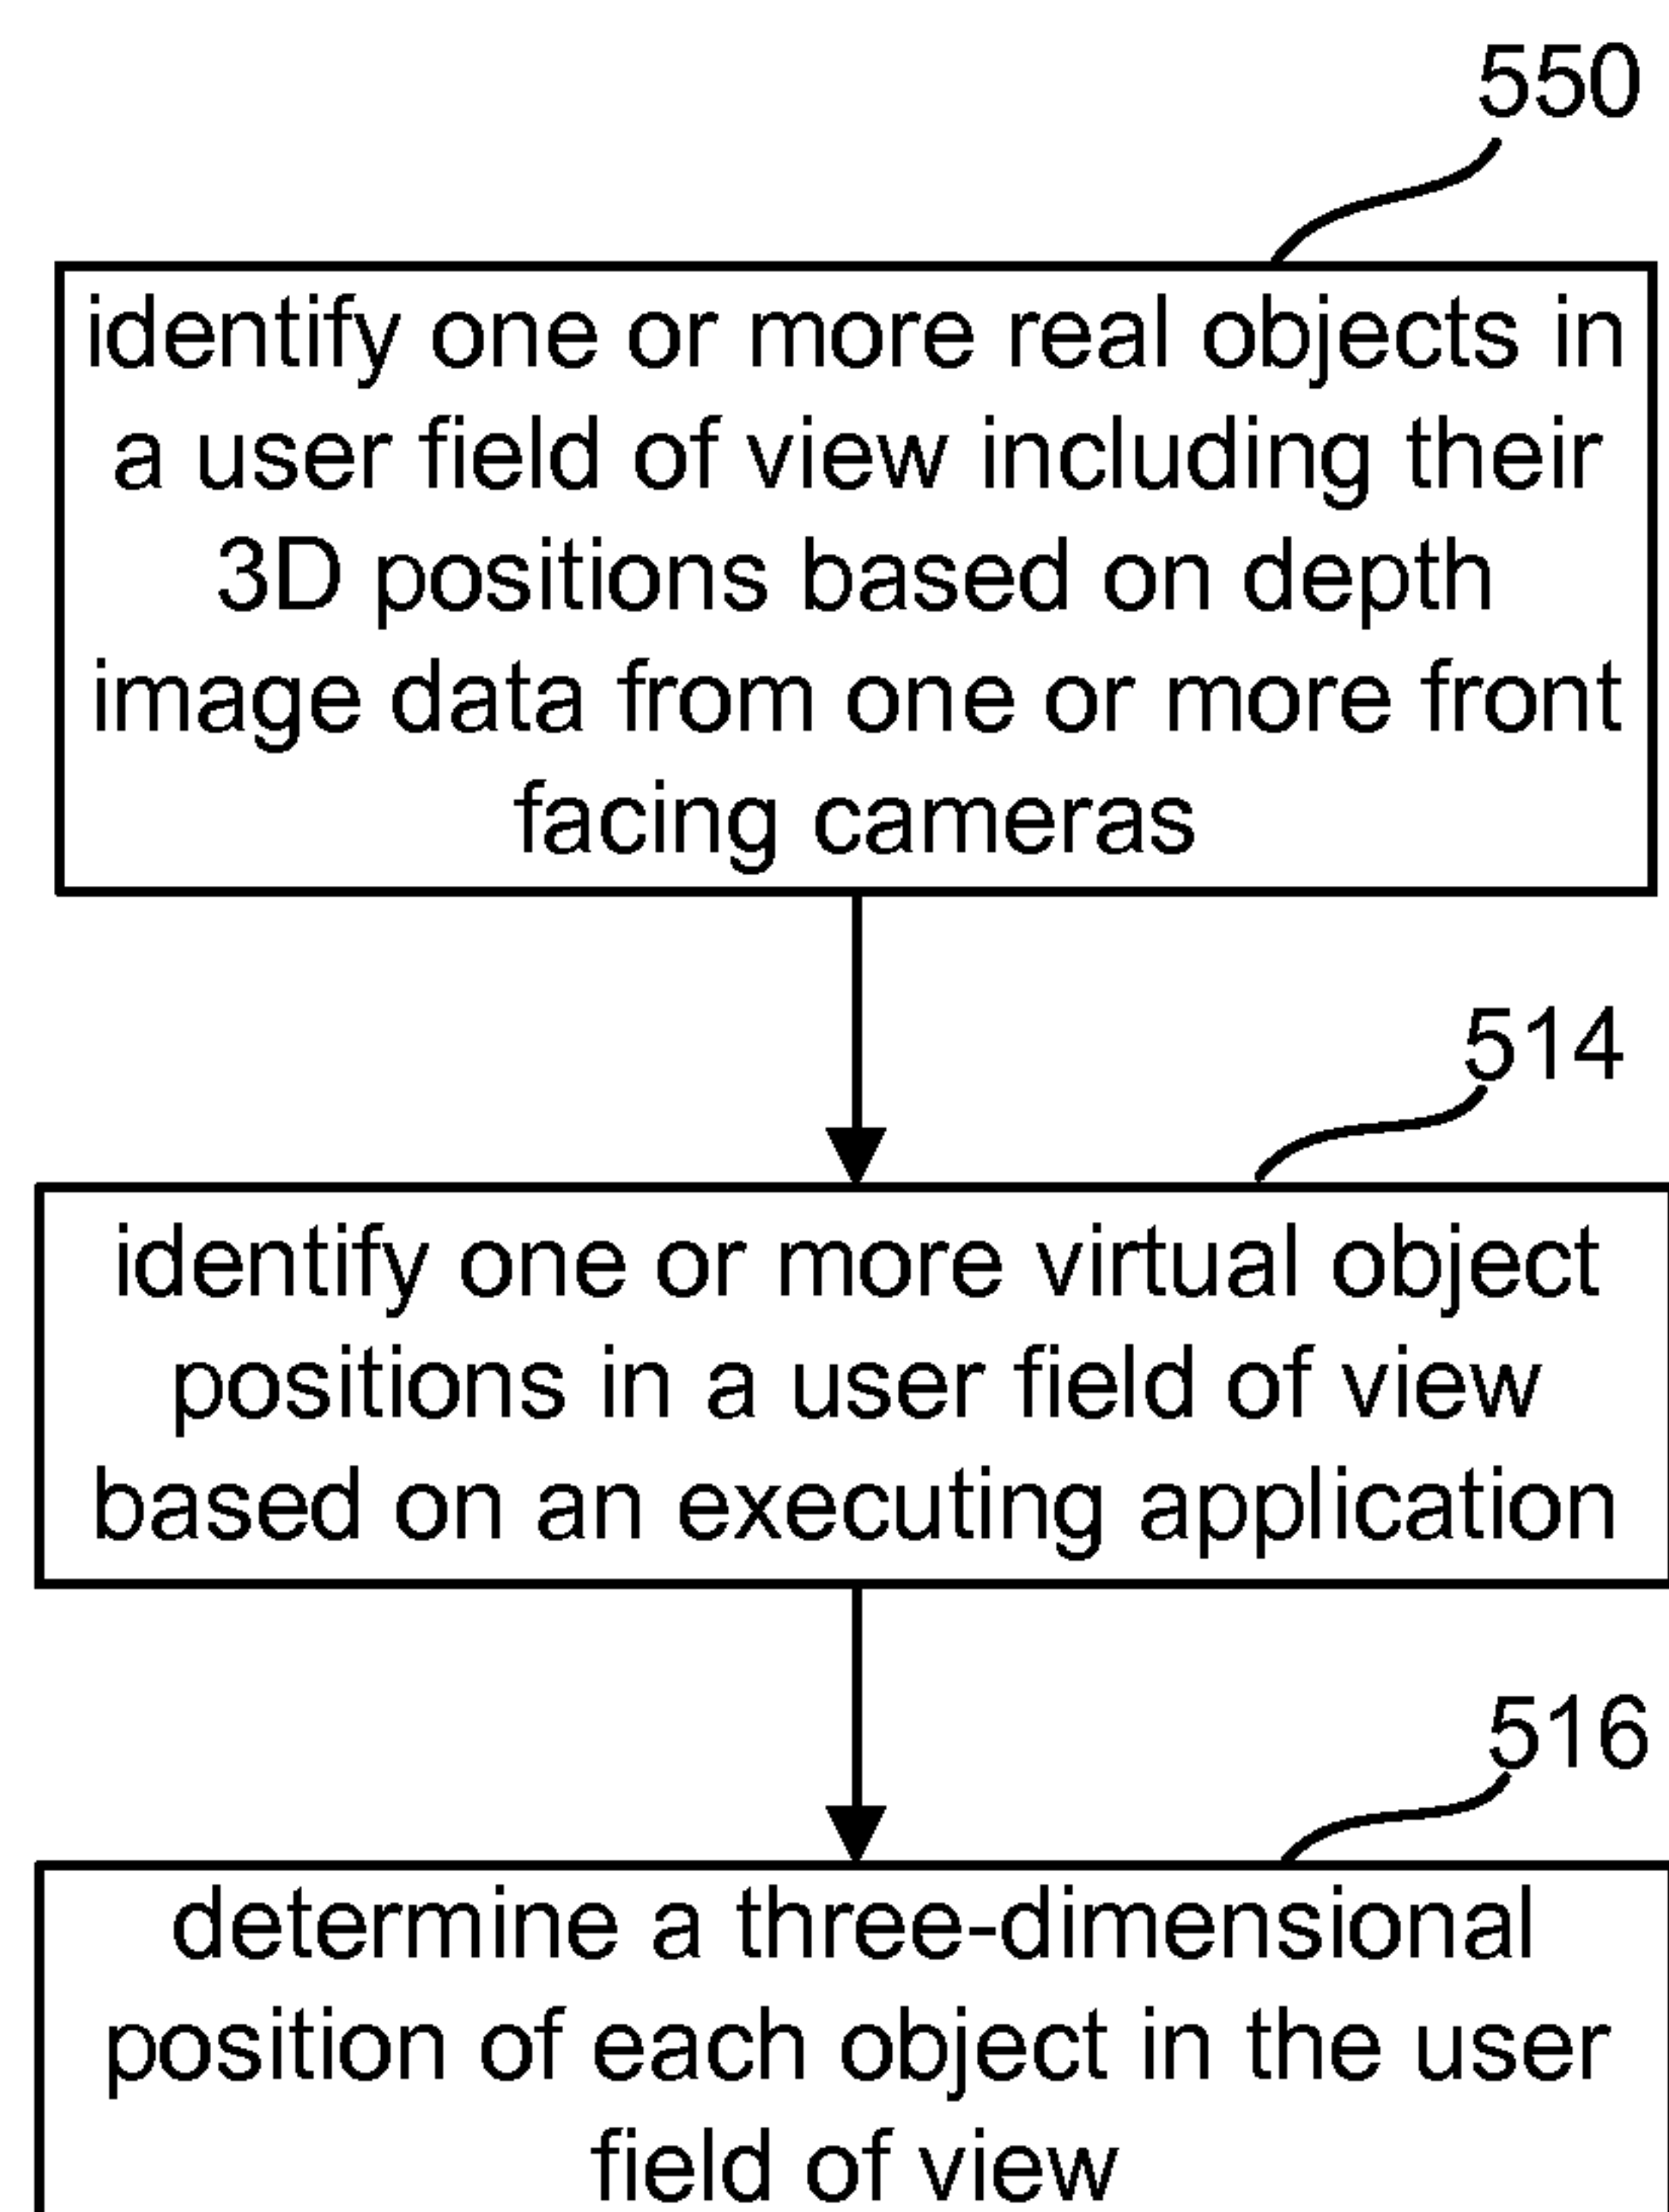 550
identify one or more real objects in
a user field of view including their
3D positions based on depth
image data from one or more front
facing cameras
514
identify one or more virtual object
positions in a user field of view
based on an executing application
516
determine a three-dimensional
position of each object in the user
field of view